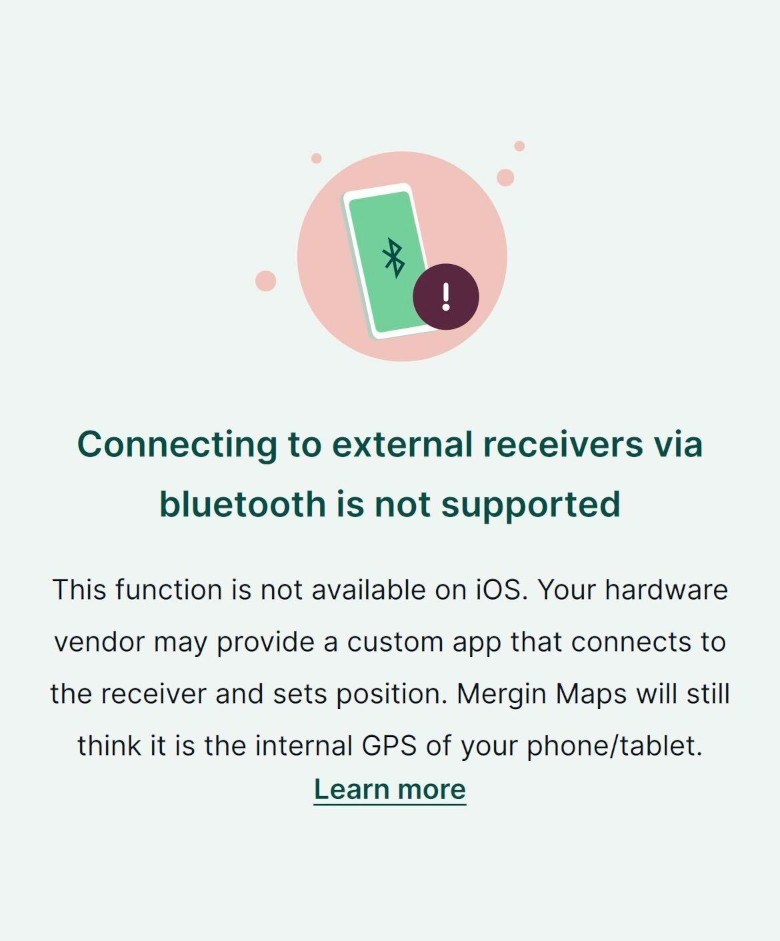 Connecting to external receivers via
bluetooth is not supported
This function is not available on iOS. Your hardware
vendor may provide a custom app that connects to
the receiver and sets position. Mergin Maps will still
think it is the internal GPS of your phone/tablet.
Learn more